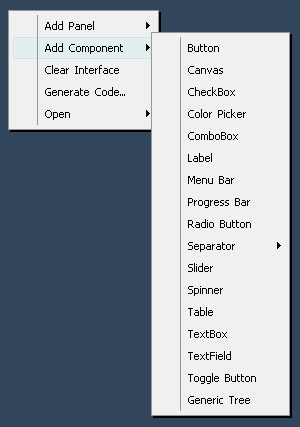 Add Panel
Add Component
Clear Interface
Generate Code...
Open
Button
Canvas
CheckBox
Color Picker
ComboBox
Label
Menu Bar
Progress Bar
Radio Button
Separator
Slider
Spinner
Table
TextBox
TextField
Toggle Button
Generic Tree